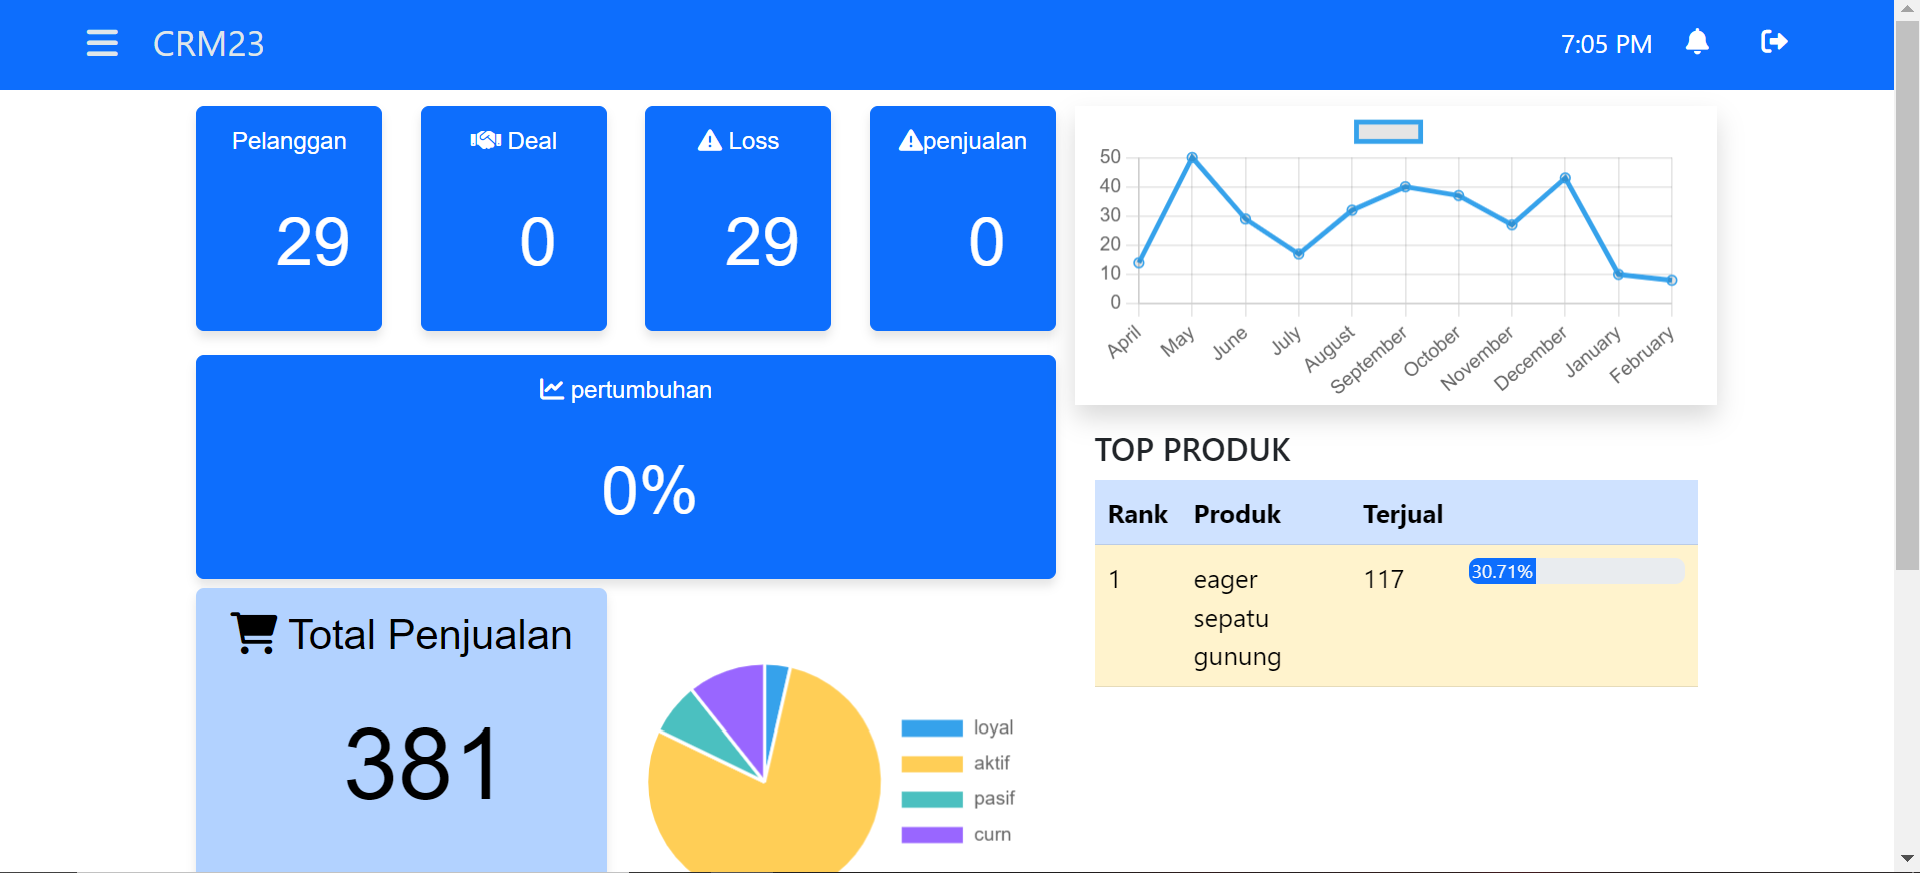 CRM23
7:05 PM
Pelanggan
29
Deal
0
Loss
29
penjualan
0
pertumbuhan
0%
Total Penjualan
381
loyal
aktif
pasif
curn
50
40
30
20
10
0
April
May
June
July
August
September
October
November
December
January
February
TOP PRODUK
Rank Produk Terjual
1 eager 117 30.71%
sepatu
gunung